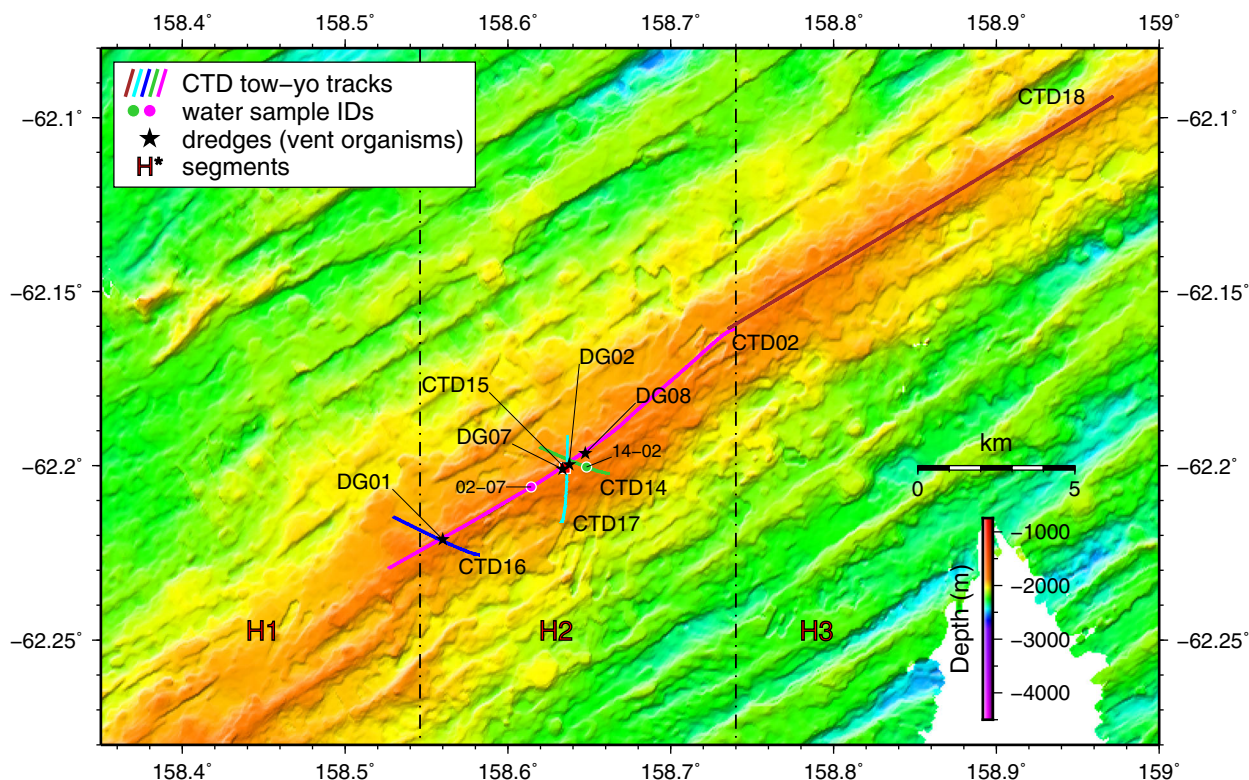 158.4° 158.5° 158.6° 158.7° 158.8° 158.9° 159°
CTD tow−yo tracks
water sample IDs
dredges (vent organisms)
H* segments
CTD18
−62.1° −62.1°
−62.15° −62.15°
CTD02
DG02
CTD15
DG08
DG07
14−02
km
−62.2° −62.2°
0 5
DG01
02−07
CTD14
CTD17
CTD16
−1000
−2000
−3000
−4000
Depth (m)
H1 H2 H3
−62.25° −62.25°
158.4° 158.5° 158.6° 158.7° 158.8° 158.9° 159°